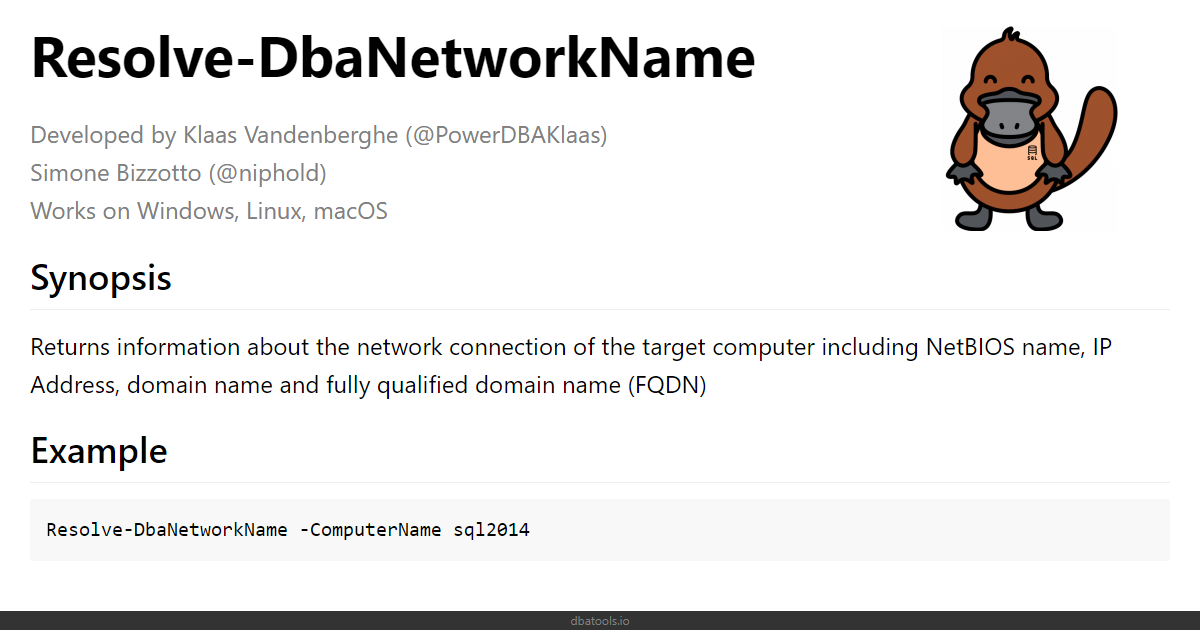 Resolve-DbaNetworkName
Developed by Klaas Vandenberghe (@PowerDBAKlaas)
Simone Bizzotto (@niphold)
Works on Windows, Linux, macOS
SQL
Synopsis
Returns information about the network connection of the target computer including NetBIOS name, IP
Address, domain name and fully qualified domain name (FQDN)
Example
Resolve-DbaNetworkName -ComputerName sql2014
dbatools.io